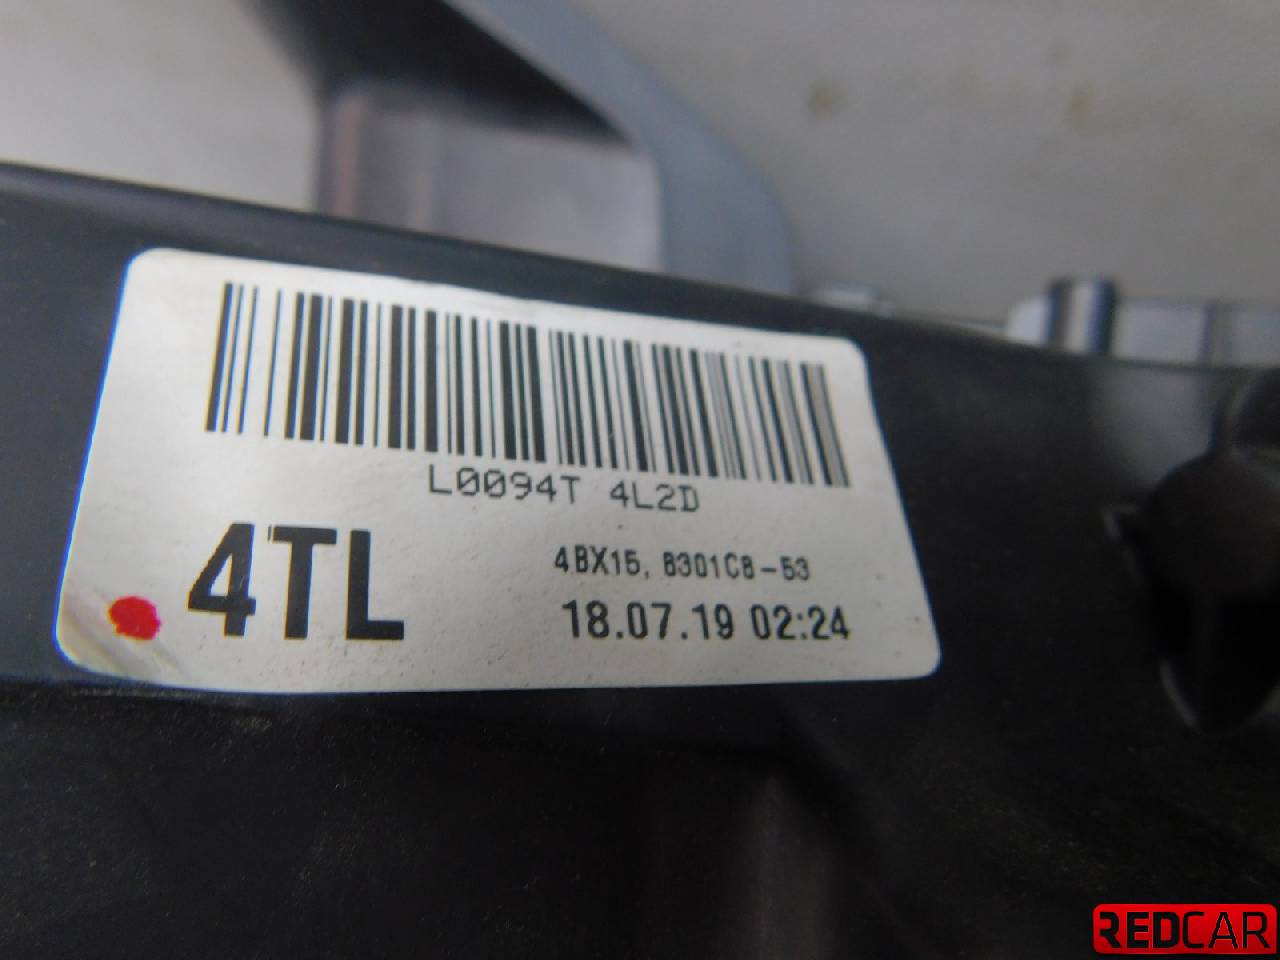 L0094T 4L2D
4TL
4BX15, 8301C8-53
18.07.19 02:24
REDCAR